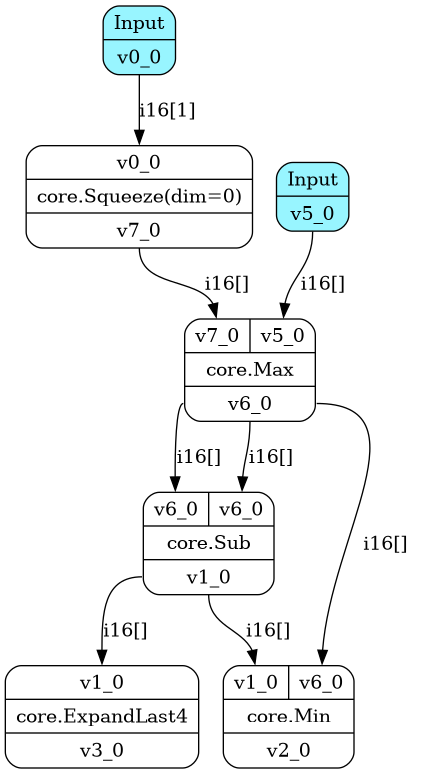 Input
v0_0
i16[1]
v0_0
core.Squeeze(dim=0)
v7_0
Input
v5_0
i16[]
i16[]
v7_0 v5_0
core.Max
v6_0
i16[]
i16[]
i16[]
v6_0 v6_0
core.Sub
v1_0
i16[]
i16[]
v1_0
core.ExpandLast4
v3_0
v1_0 v6_0
core.Min
v2_0